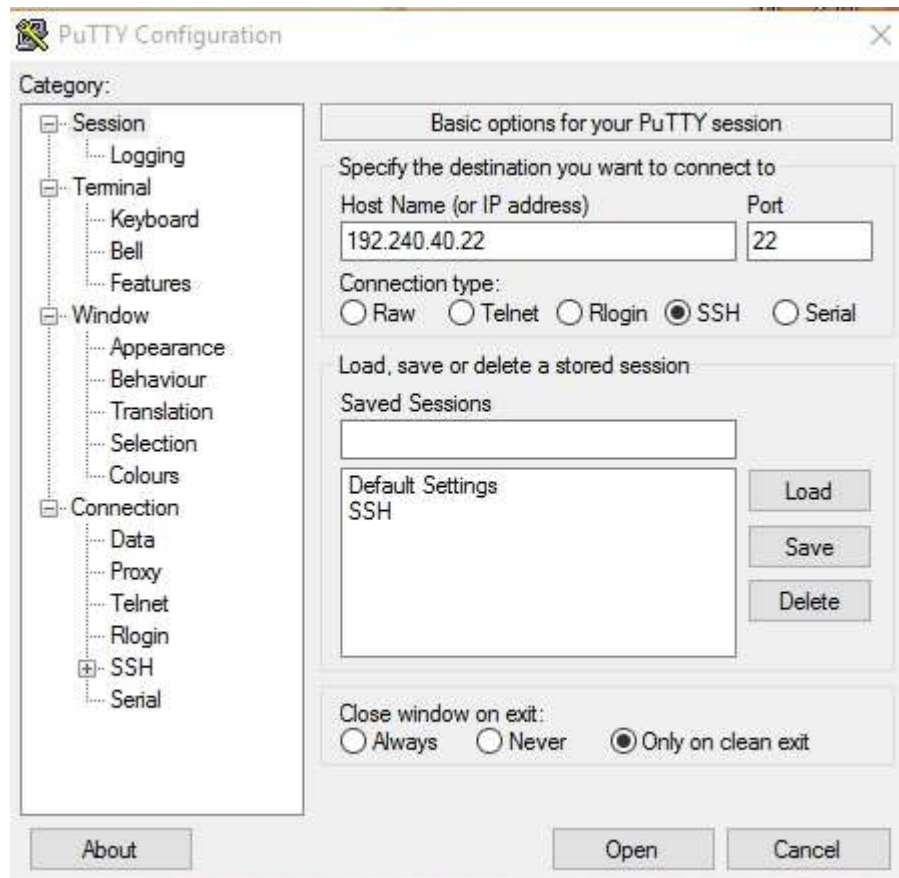 PuTTY Configuration
Category:
Session
Logging
Terminal
Keyboard
Bell
Features
Window
Appearance
Behaviour
Translation
Selection
Colours
Connection
Data
Proxy
Telnet
Rlogin
SSH
Serial
Basic options for your PuTTY session
Specify the destination you want to connect to
Host Name (or IP address) Port
192.240.40.22 22
Connection type:
Raw Telnet Rlogin SSH Serial
Load, save or delete a stored session
Saved Sessions
Default Settings
SSH
Load
Save
Delete
Close window on exit:
Always Never Only on clean exit
About Open Cancel